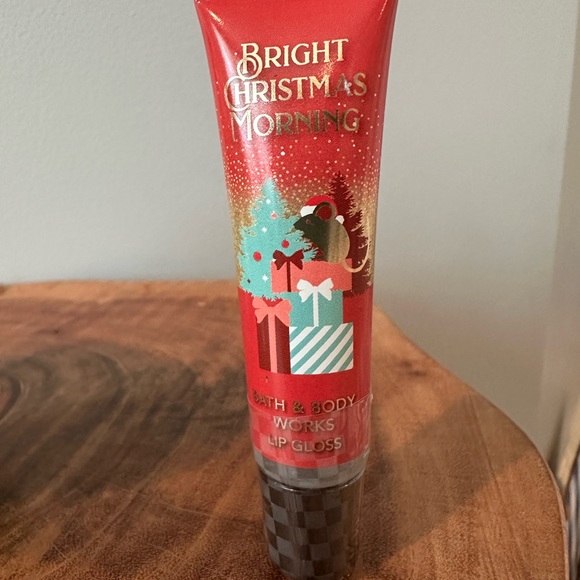 BRIGHT
CHRISTMAS
MORNING
BATH & BODY
WORKS
LIP GLOSS